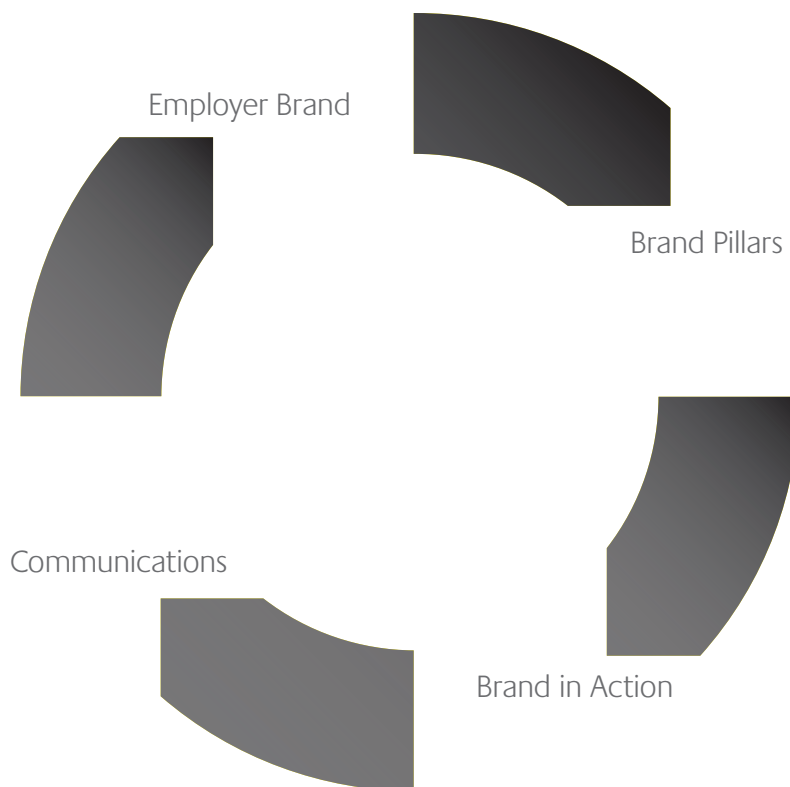 Employer Brand
Brand Pillars
Communications
Brand in Action